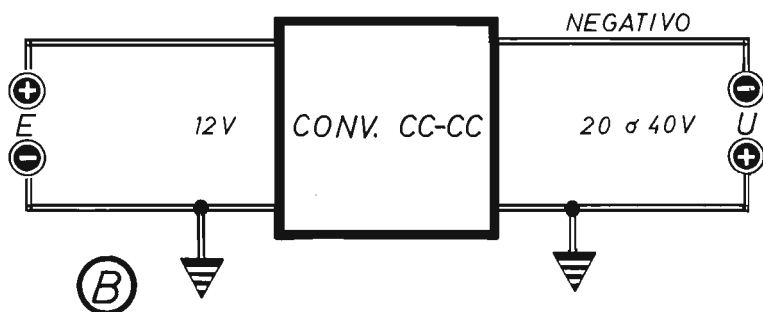 NEGATIVO
+
E
-
12V
CONV. CC-CC
20 ó 40V
-
U
+
B